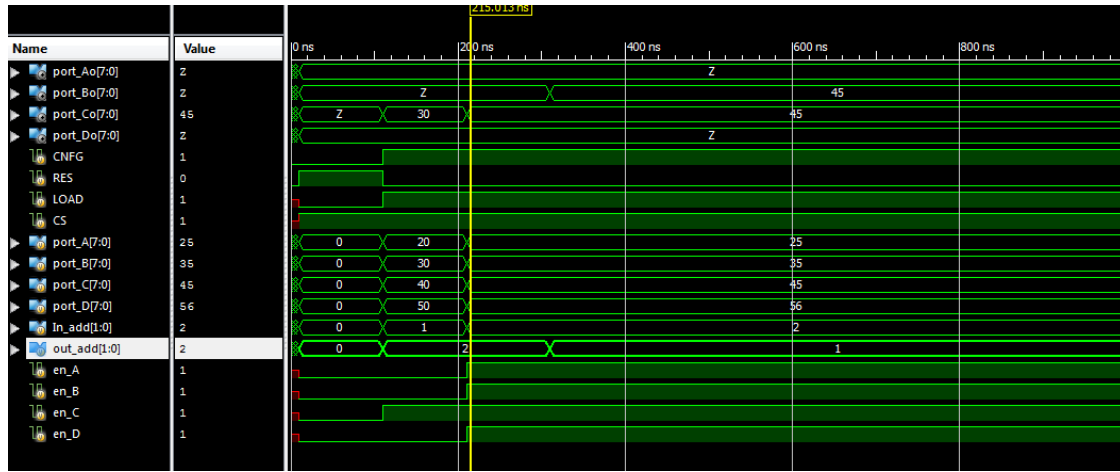 215.013 ns
Name Value 0 ns 200 ns 400 ns 600 ns 800 ns
port_Ao[7:0] Z Z
port_Bo[7:0] Z Z 45
port_Co[7:0] 45 Z 30 45
port_Do[7:0] Z Z
CNFG 1
RES 0
LOAD 1
CS 1
port_A[7:0] 25 0 20 25
port_B[7:0] 35 0 30 35
port_C[7:0] 45 0 40 45
port_D[7:0] 56 0 50 56
In_add[1:0] 2 0 1 2
out_add[1:0] 2 0 2 1
en_A 1
en_B 1
en_C 1
en_D 1